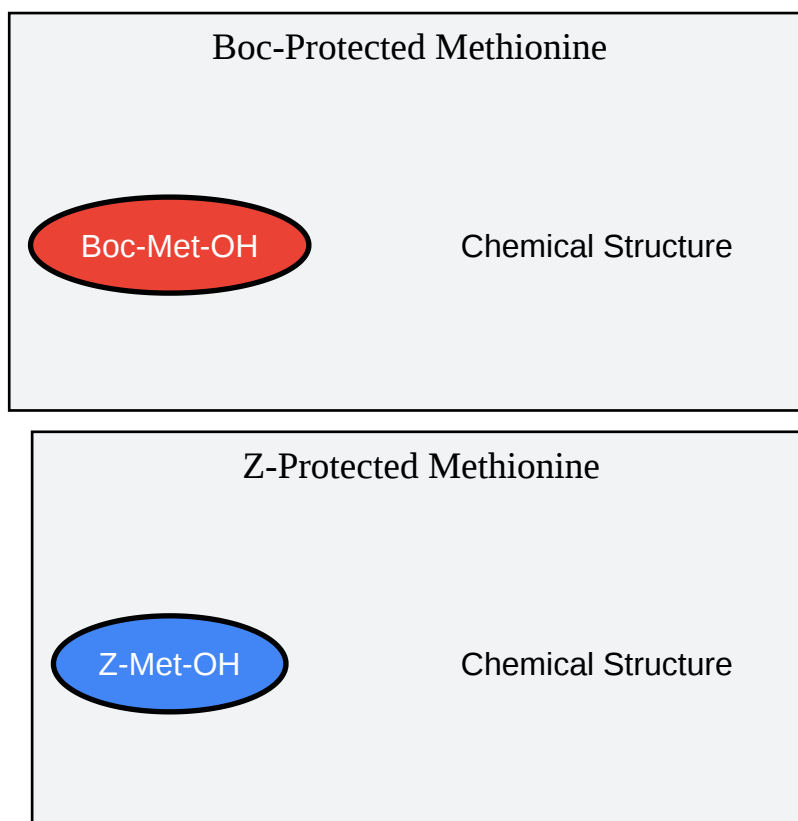 Boc-Protected Methionine
Boc-Met-OH Chemical Structure
Z-Protected Methionine
Z-Met-OH Chemical Structure